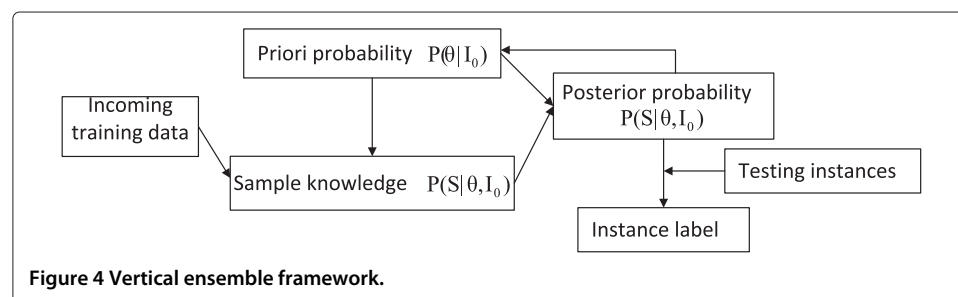 Priori probability P(θ|I₀)
Incoming
training data
Posterior probability
P(S|θ,I₀)
Sample knowledge P(S|θ,I₀)
Testing instances
Instance label
Figure 4 Vertical ensemble framework.